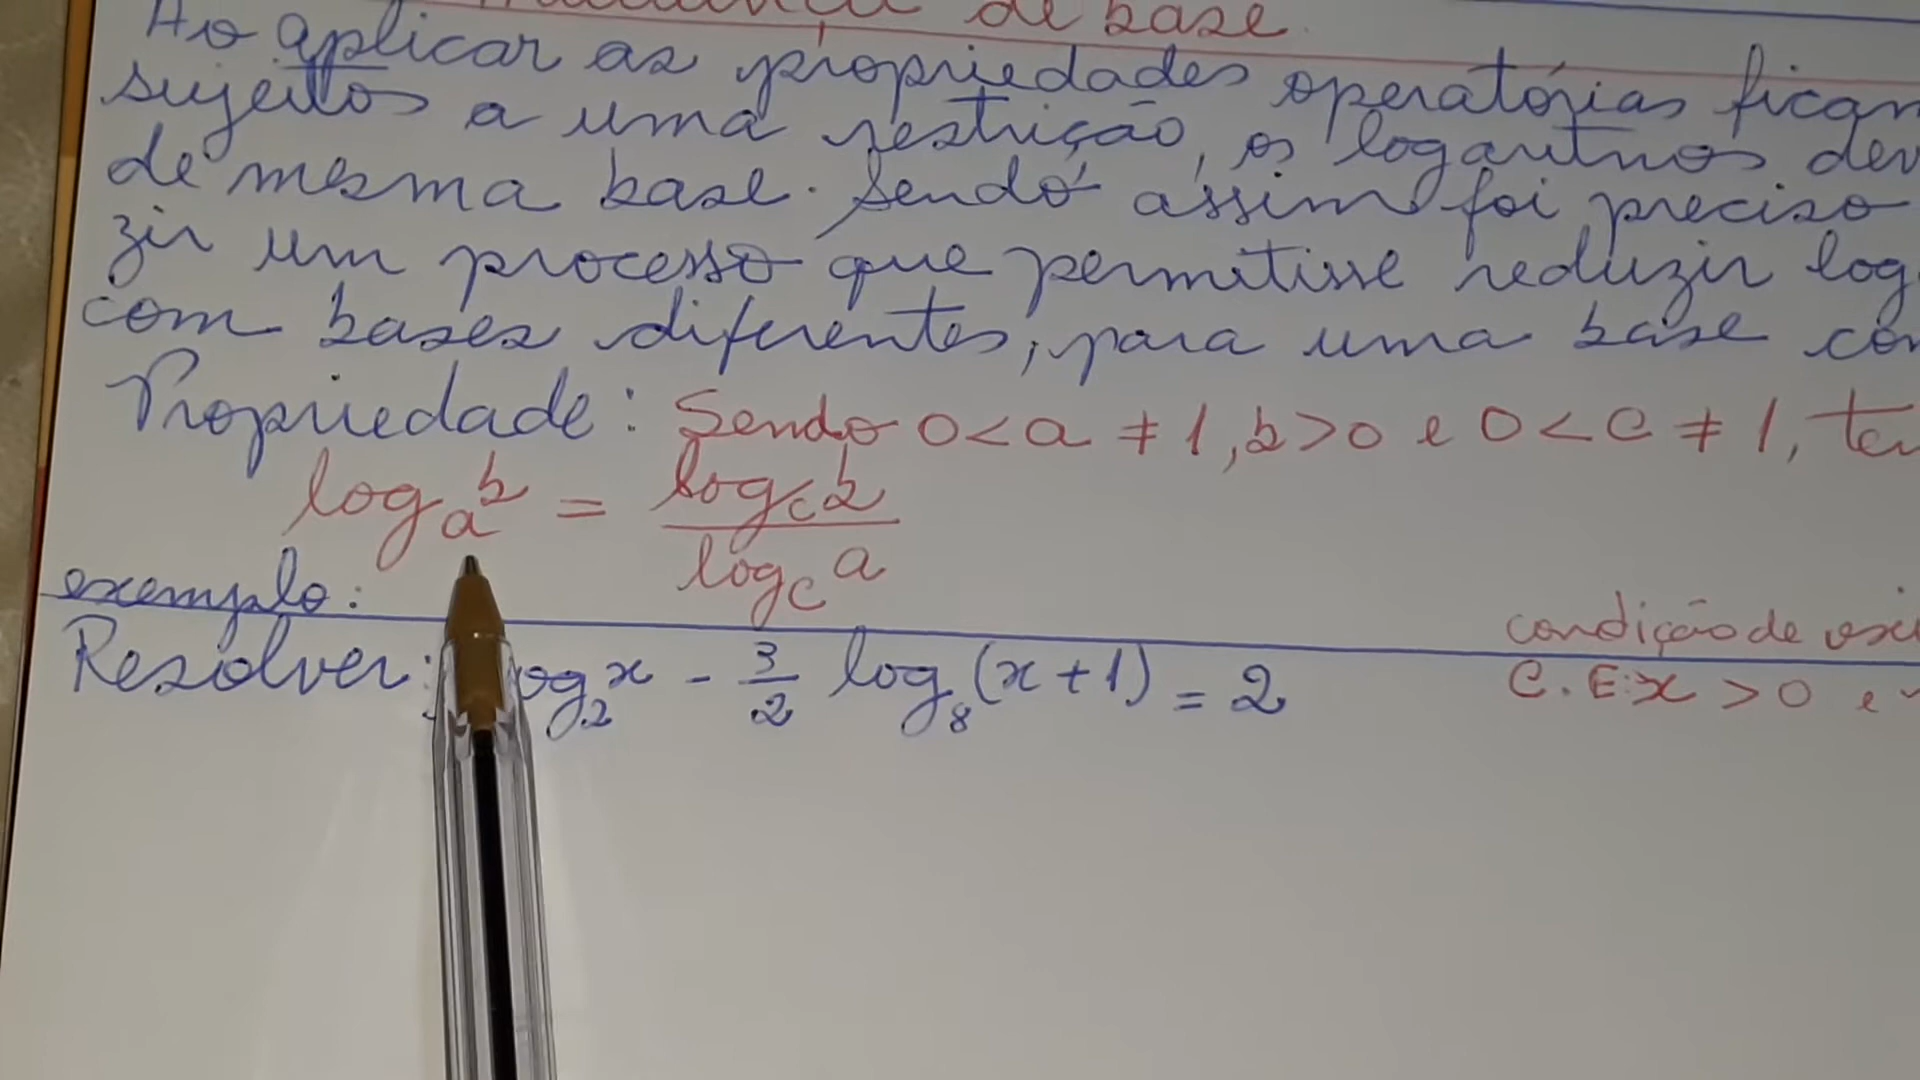 de base
Ao aplicar as propriedades operatórias ficam
sujeitos a uma restrição, os logaritmos dev
de mesma base. Sendo assim foi preciso
zir um processo que permitisse reduzir log
com bases diferentes, para uma base com
Propriedade: Sendo 0 < a ≠ 1, b > 0 e 0 < c ≠ 1, te
log_a b = log_c b / log_c a
exemplo:
condição de exi
Resolver: log_2 x - 3/2 log_8 (x + 1) = 2
C.E: x > 0 e